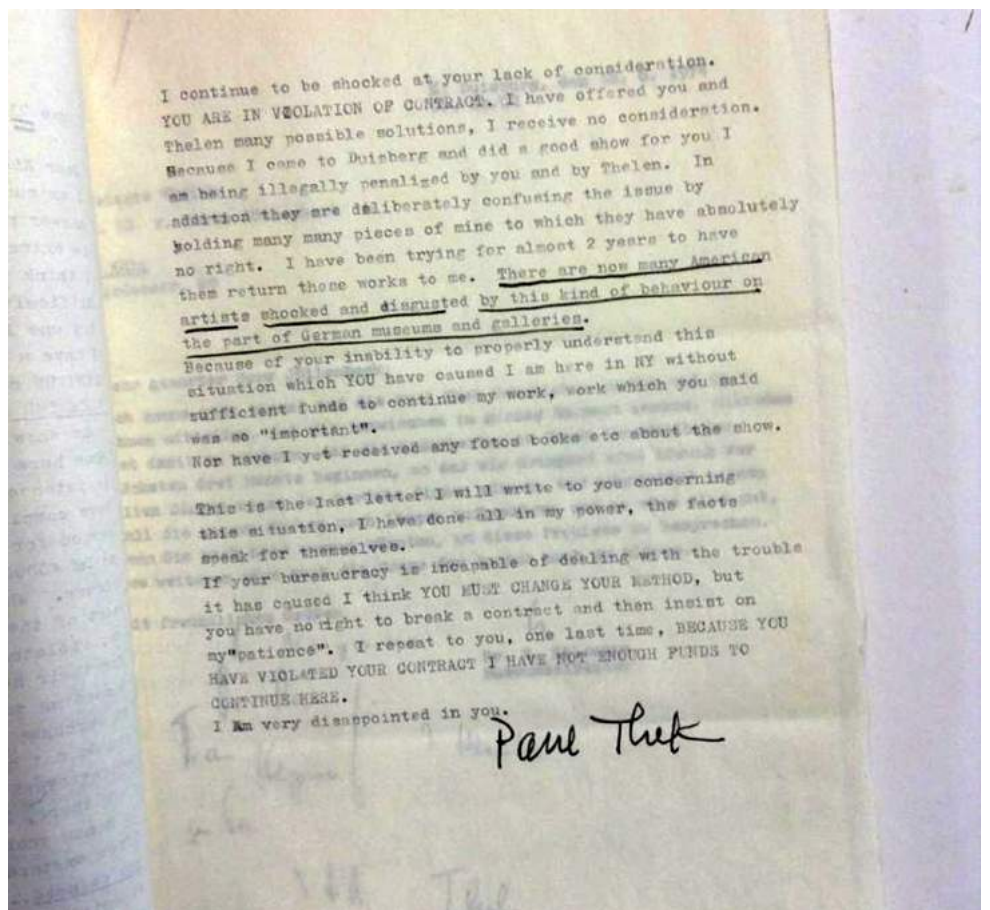 I continue to be shocked at your lack of consideration.
YOU ARE IN VIOLATION OF CONTRACT. I have offered you and
Thelen many possible solutions, I receive no consideration.
Because I came to Duisberg and did a good show for you I
am being illegally penalized by you and by Thelen. In
addition they are deliberately confusing the issue by
holding many many pieces of mine to which they have absolutely
no right. I have been trying for almost 2 years to have
them return those works to me. There are now many American
artists shocked and disgusted by this kind of behaviour on
the part of German museums and galleries.
Because of your inability to properly understand this
situation which YOU have caused I am here in NY without
sufficient funds to continue my work, work which you said
was so "important".
Nor have I yet received any fotos books etc about the show.
This is the last letter I will write to you concerning
this situation, I have done all in my power, the facts
speak for themselves.
If your bureaucracy is incapable of dealing with the trouble
it has caused I think YOU MUST CHANGE YOUR METHOD, but
you have no right to break a contract and then insist on
my"patience". I repeat to you, one last time, BECAUSE YOU
HAVE VIOLATED YOUR CONTRACT I HAVE NOT ENOUGH FUNDS TO
CONTINUE HERE.
I Am very disappointed in you.
Paul Thek